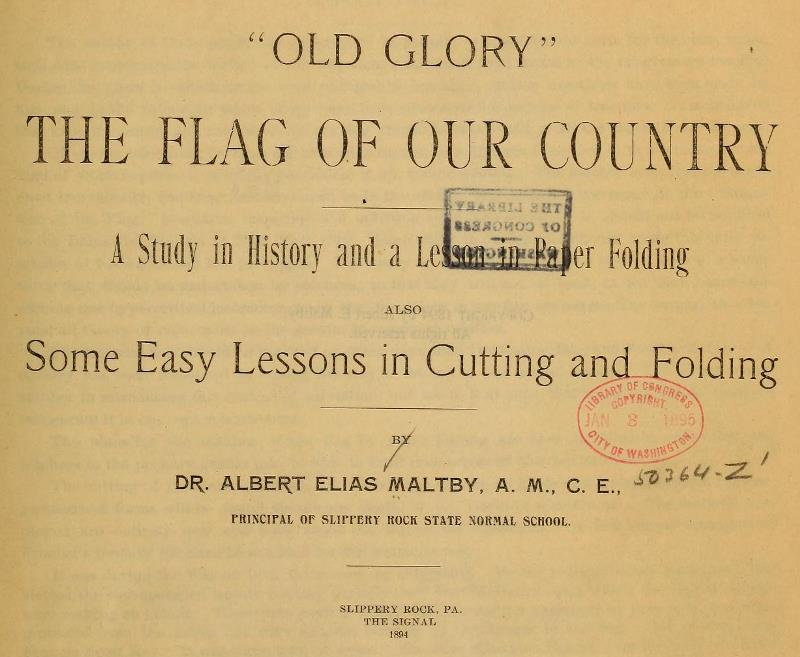 "OLD GLORY"
THE FLAG OF OUR COUNTRY
THE LIBRARY
OF CONGRESS
A Study in History and a Lesson in Paper Folding
ALSO
Some Easy Lessons in Cutting and Folding
LIBRARY OF CONGRESS
COPYRIGHT.
JAN 3 1895
CITY OF WASHINGTON.
BY
DR. ALBERT ELIAS MALTBY, A. M., C. E.,
50364-Z'
PRINCIPAL OF SLIPPERY ROCK STATE NORMAL SCHOOL.
SLIPPERY ROCK, PA.
THE SIGNAL
1894